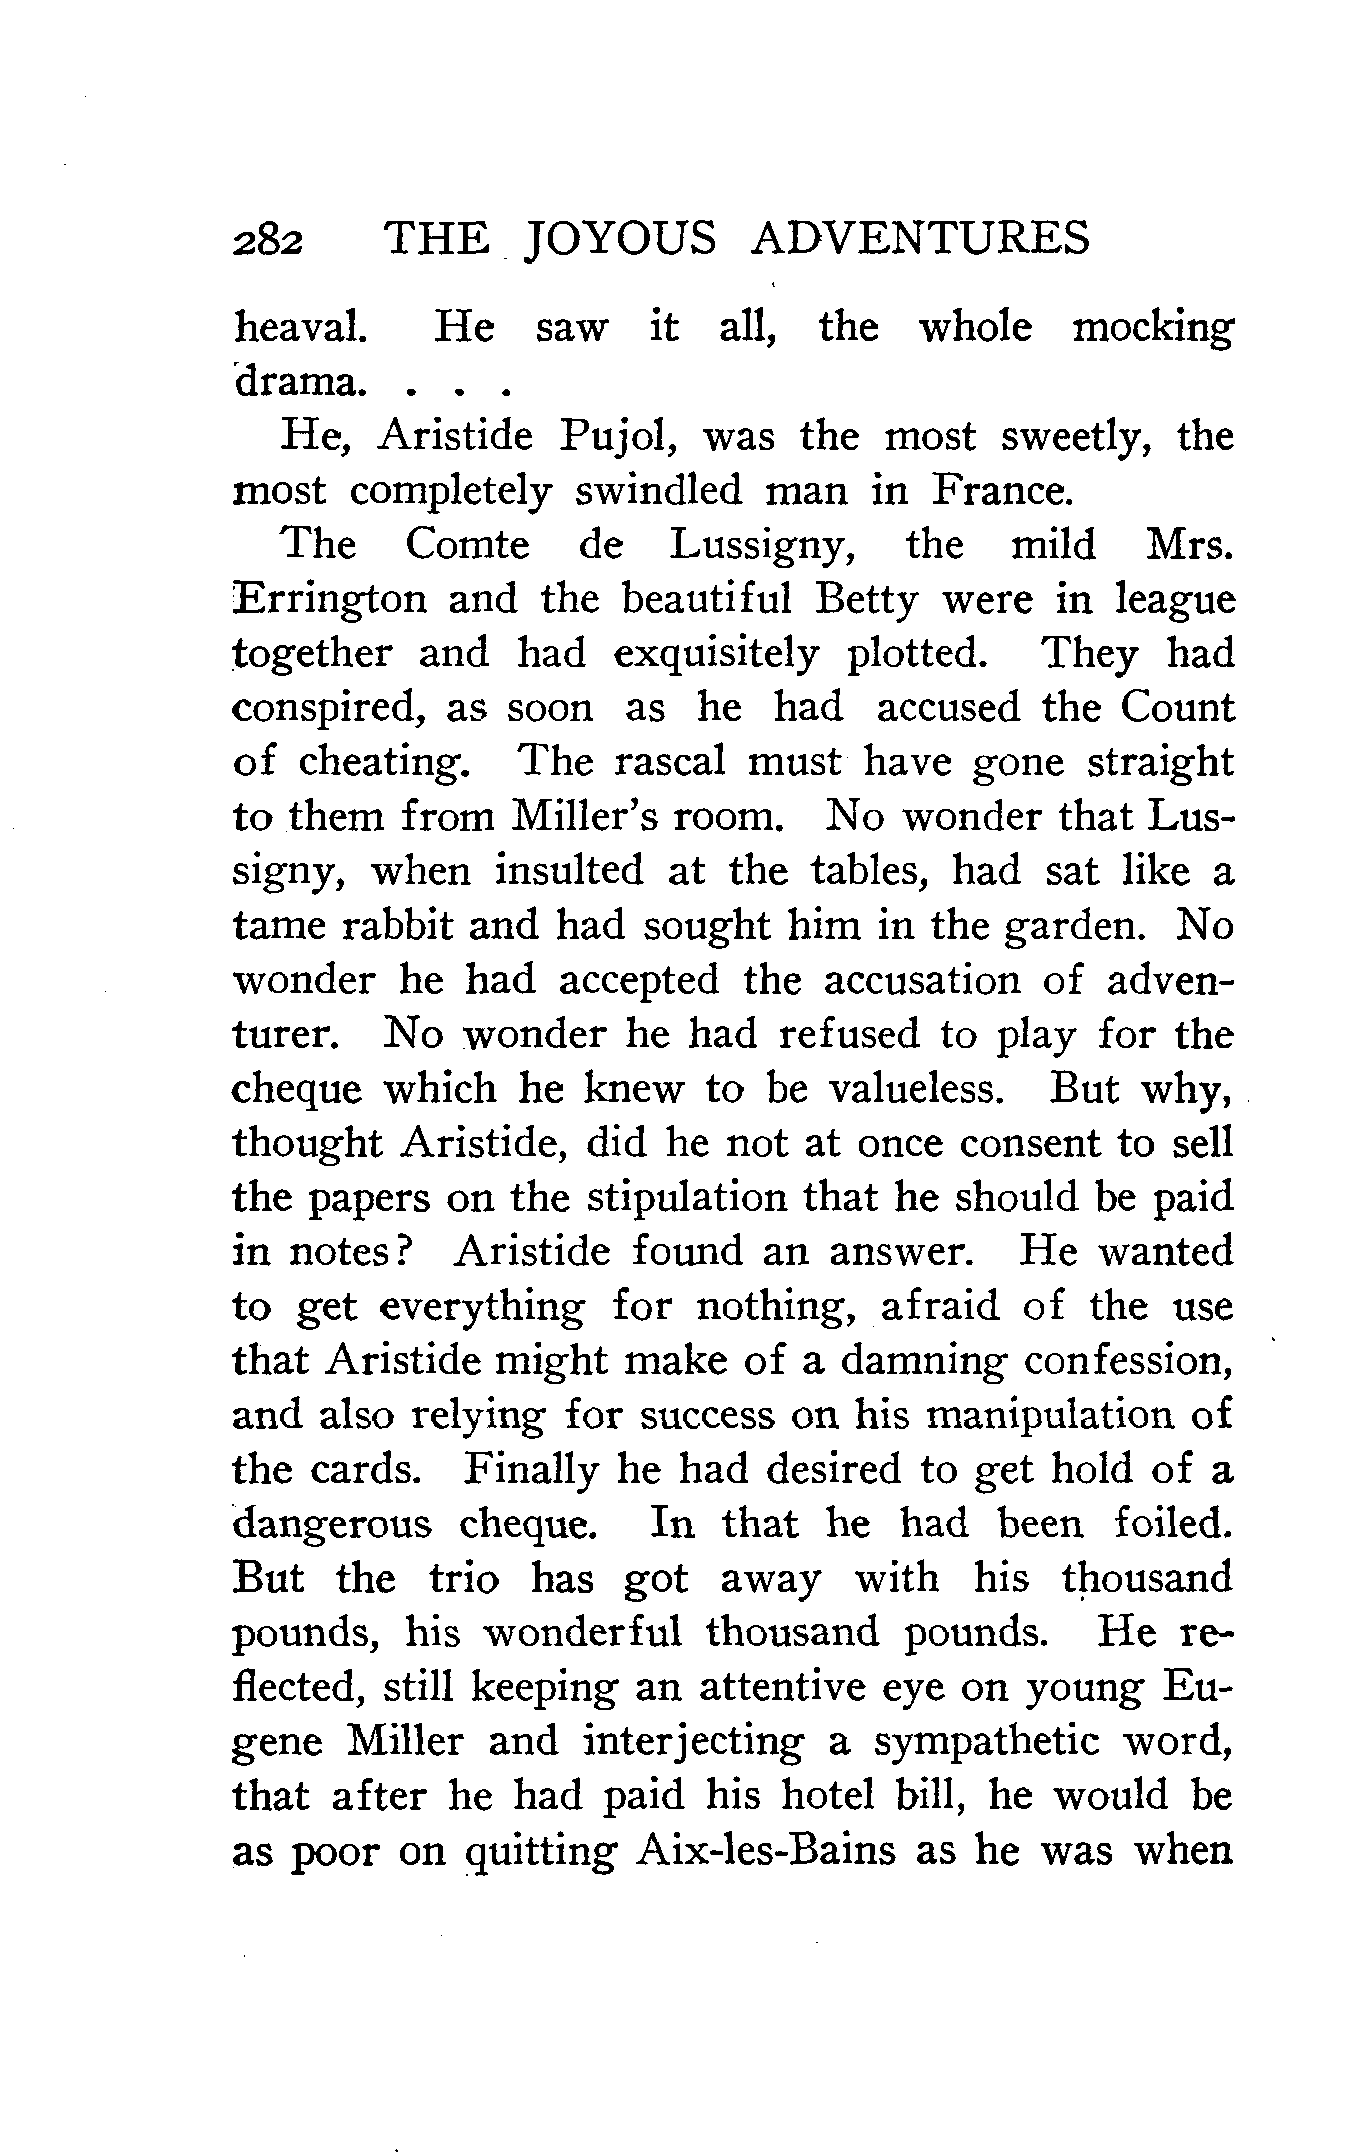 282 THE JOYOUS ADVENTURES
heaval. He saw it all, the whole mocking
drama. . . .
He, Aristide Pujol, was the most sweetly, the
most completely swindled man in France.
The Comte de Lussigny, the mild Mrs.
Errington and the beautiful Betty were in league
together and had exquisitely plotted. They had
conspired, as soon as he had accused the Count
of cheating. The rascal must have gone straight
to them from Miller's room. No wonder that Lus-
signy, when insulted at the tables, had sat like a
tame rabbit and had sought him in the garden. No
wonder he had accepted the accusation of adven-
turer. No wonder he had refused to play for the
cheque which he knew to be valueless. But why,
thought Aristide, did he not at once consent to sell
the papers on the stipulation that he should be paid
in notes? Aristide found an answer. He wanted
to get everything for nothing, afraid of the use
that Aristide might make of a damning confession,
and also relying for success on his manipulation of
the cards. Finally he had desired to get hold of a
dangerous cheque. In that he had been foiled.
But the trio has got away with his thousand
pounds, his wonderful thousand pounds. He re-
flected, still keeping an attentive eye on young Eu-
gene Miller and interjecting a sympathetic word,
that after he had paid his hotel bill, he would be
as poor on quitting Aix-les-Bains as he was when